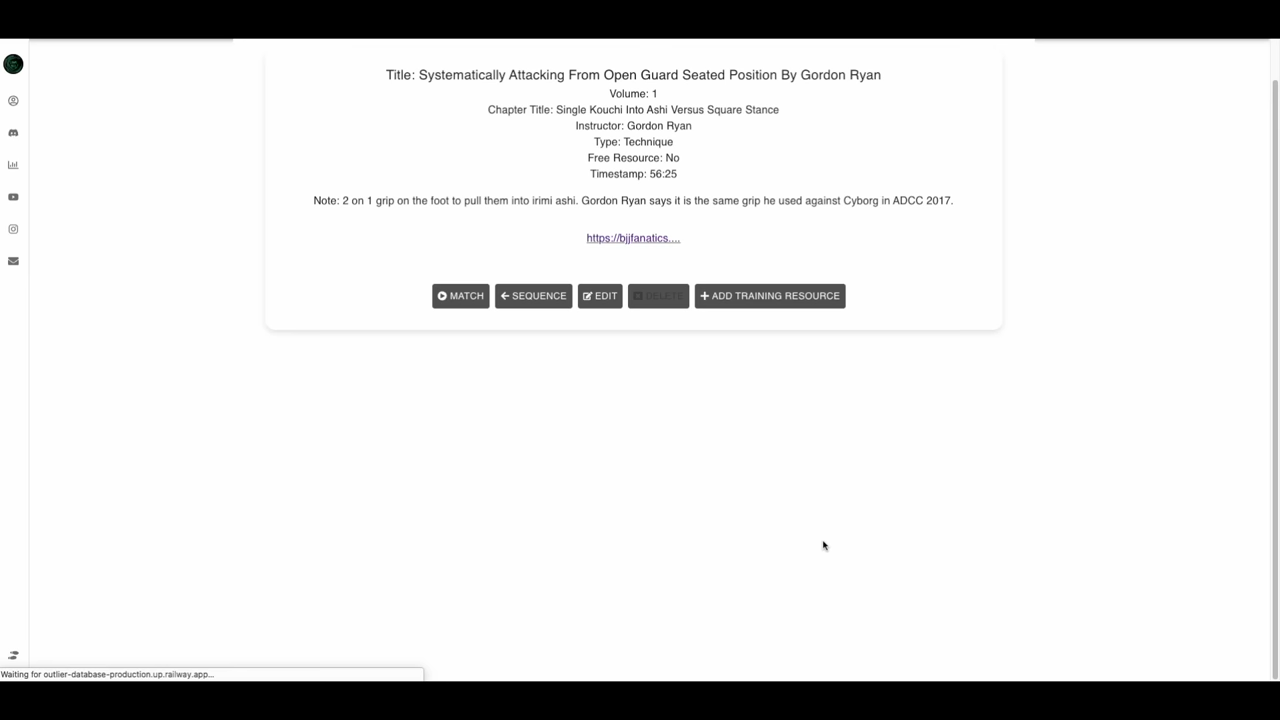 Title: Systematically Attacking From Open Guard Seated Position By Gordon Ryan
Volume: 1
Chapter Title: Single Kouchi Into Ashi Versus Square Stance
Instructor: Gordon Ryan
Type: Technique
Free Resource: No
Timestamp: 56:25
Note: 2 on 1 grip on the foot to pull them into irimi ashi. Gordon Ryan says it is the same grip he used against Cyborg in ADCC 2017.
https://bjjfanatics....
MATCH SEQUENCE EDIT DELETE ADD TRAINING RESOURCE
Waiting for outlier-database-production.up.railway.app...